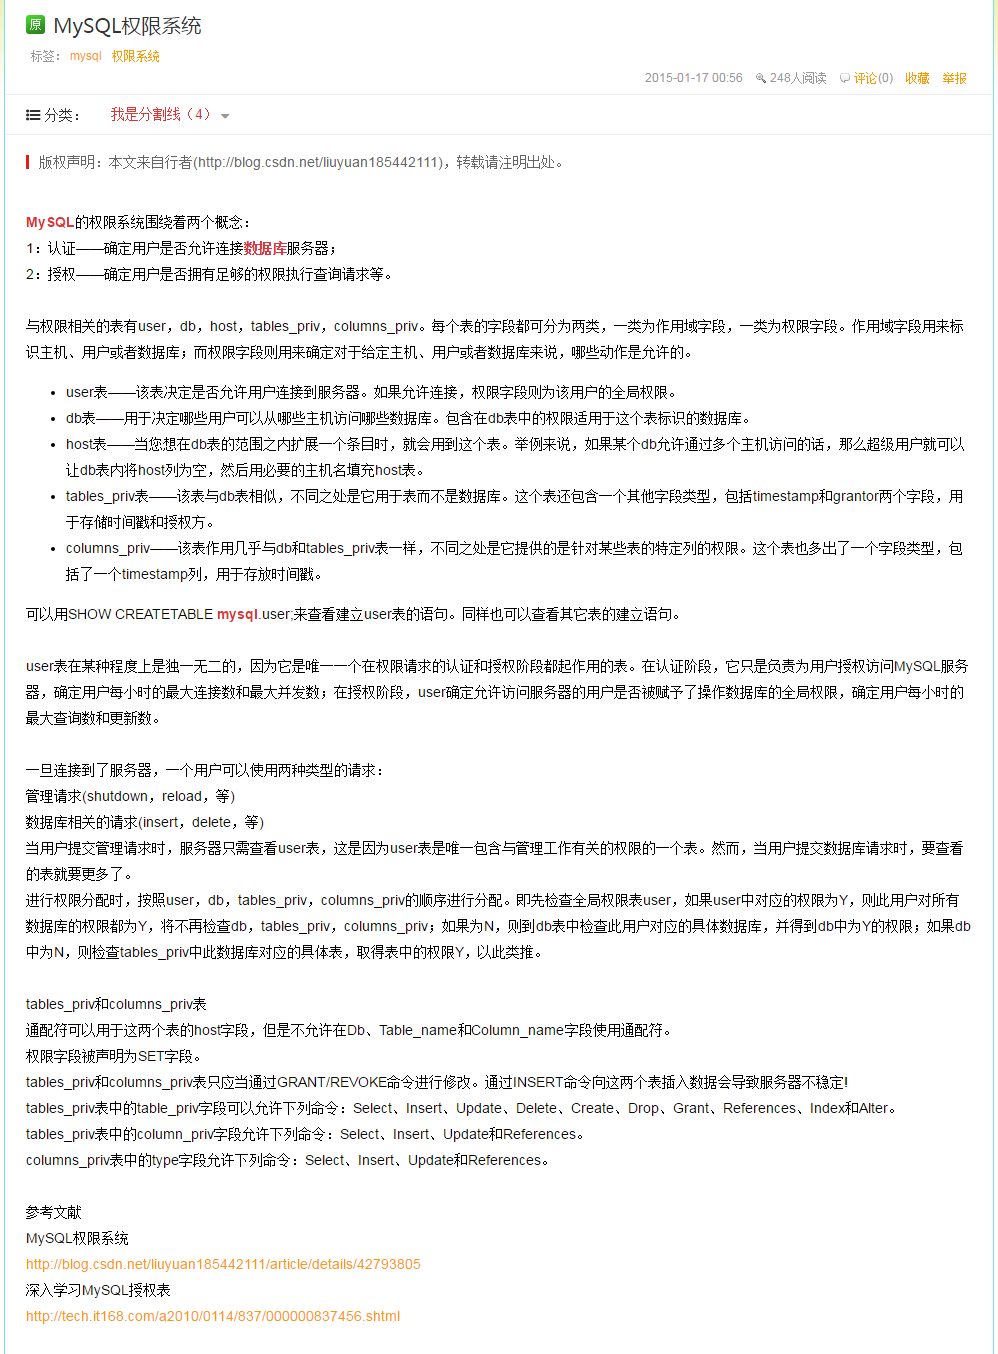 原 MySQL权限系统
标签： mysql 权限系统
2015-01-17 00:56 248人阅读 评论(0) 收藏 举报
分类： 我是分割线（4）
版权声明：本文来自行者(http://blog.csdn.net/liuyuan185442111)，转载请注明出处。
MySQL的权限系统围绕着两个概念：
1：认证——确定用户是否允许连接数据库服务器；
2：授权——确定用户是否拥有足够的权限执行查询请求等。
与权限相关的表有user，db，host，tables_priv，columns_priv。每个表的字段都可分为两类，一类为作用域字段，一类为权限字段。作用域字段用来标
识主机、用户或者数据库；而权限字段则用来确定对于给定主机、用户或者数据库来说，哪些动作是允许的。
• user表——该表决定是否允许用户连接到服务器。如果允许连接，权限字段则为该用户的全局权限。
• db表——用于决定哪些用户可以从哪些主机访问哪些数据库。包含在db表中的权限适用于这个表标识的数据库。
• host表——当您想在db表的范围之内扩展一个条目时，就会用到这个表。举例来说，如果某个db允许通过多个主机访问的话，那么超级用户就可以
让db表内将host列为空，然后用必要的主机名填充host表。
• tables_priv表——该表与db表相似，不同之处是它用于表而不是数据库。这个表还包含一个其他字段类型，包括timestamp和grantor两个字段，用
于存储时间戳和授权方。
• columns_priv——该表作用几乎与db和tables_priv表一样，不同之处是它提供的是针对某些表的特定列的权限。这个表也多出了一个字段类型，包
括了一个timestamp列，用于存放时间戳。
可以用SHOW CREATETABLE mysql.user;来查看建立user表的语句。同样也可以查看其它表的建立语句。
user表在某种程度上是独一无二的，因为它是唯一一个在权限请求的认证和授权阶段都起作用的表。在认证阶段，它只是负责为用户授权访问MySQL服务
器，确定用户每小时的最大连接数和最大并发数；在授权阶段，user确定允许访问服务器的用户是否被赋予了操作数据库的全局权限，确定用户每小时的
最大查询数和更新数。
一旦连接到了服务器，一个用户可以使用两种类型的请求：
管理请求(shutdown，reload，等)
数据库相关的请求(insert，delete，等)
当用户提交管理请求时，服务器只需查看user表，这是因为user表是唯一包含与管理工作有关的权限的一个表。然而，当用户提交数据库请求时，要查看
的表就要更多了。
进行权限分配时，按照user，db，tables_priv，columns_priv的顺序进行分配。即先检查全局权限表user，如果user中对应的权限为Y，则此用户对所有
数据库的权限都为Y，将不再检查db，tables_priv，columns_priv；如果为N，则到db表中检查此用户对应的具体数据库，并得到db中为Y的权限；如果db
中为N，则检查tables_priv中此数据库对应的具体表，取得表中的权限Y，以此类推。
tables_priv和columns_priv表
通配符可以用于这两个表的host字段，但是不允许在Db、Table_name和Column_name字段使用通配符。
权限字段被声明为SET字段。
tables_priv和columns_priv表只应当通过GRANT/REVOKE命令进行修改。通过INSERT命令向这两个表插入数据会导致服务器不稳定!
tables_priv表中的table_priv字段可以允许下列命令：Select、Insert、Update、Delete、Create、Drop、Grant、References、Index和Alter。
tables_priv表中的column_priv字段允许下列命令：Select、Insert、Update和References。
columns_priv表中的type字段允许下列命令：Select、Insert、Update和References。
参考文献
MySQL权限系统
http://blog.csdn.net/liuyuan185442111/article/details/42793805
深入学习MySQL授权表
http://tech.it168.com/a2010/0114/837/000000837456.shtml